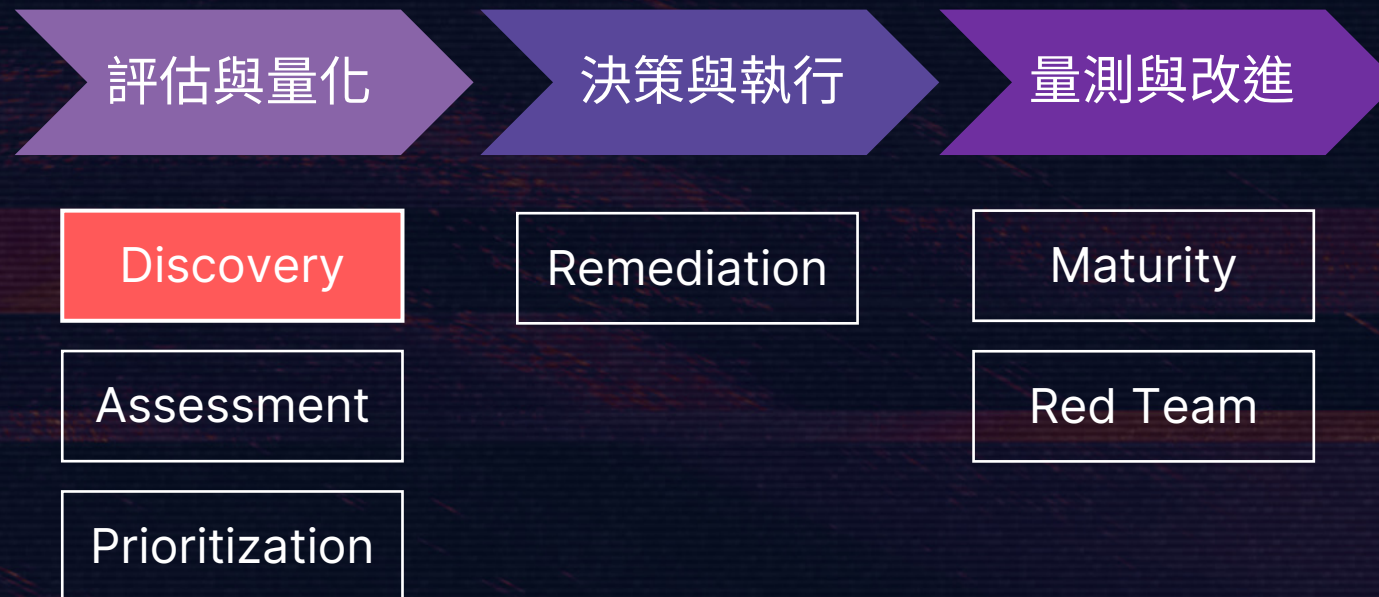 評估與量化
決策與執行
量測與改進
Discovery
Remediation
Maturity
Assessment
Red Team
Prioritization